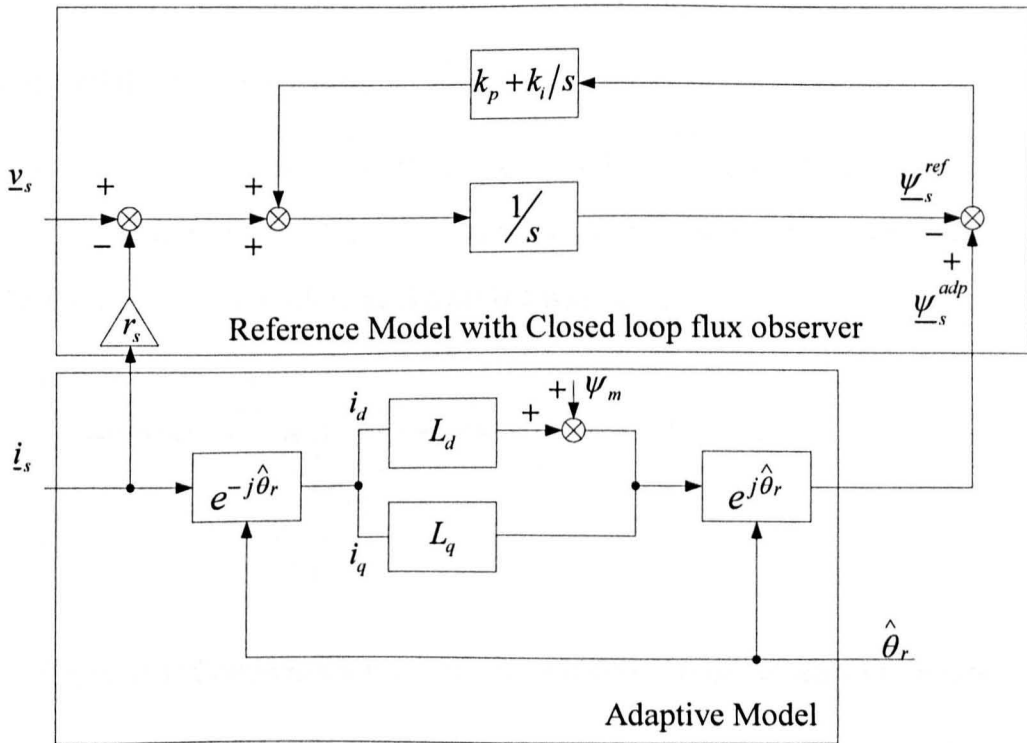 k_p + k_i/s
v_s
+
−
+
+
1/s
ψ_s^{ref}
−
+
ψ_s^{adp}
r_s
Reference Model with Closed loop flux observer
i_s
e^{-jθ̂_r}
i_d
L_d
+
+
ψ_m
i_q
L_q
e^{jθ̂_r}
θ̂_r
Adaptive Model